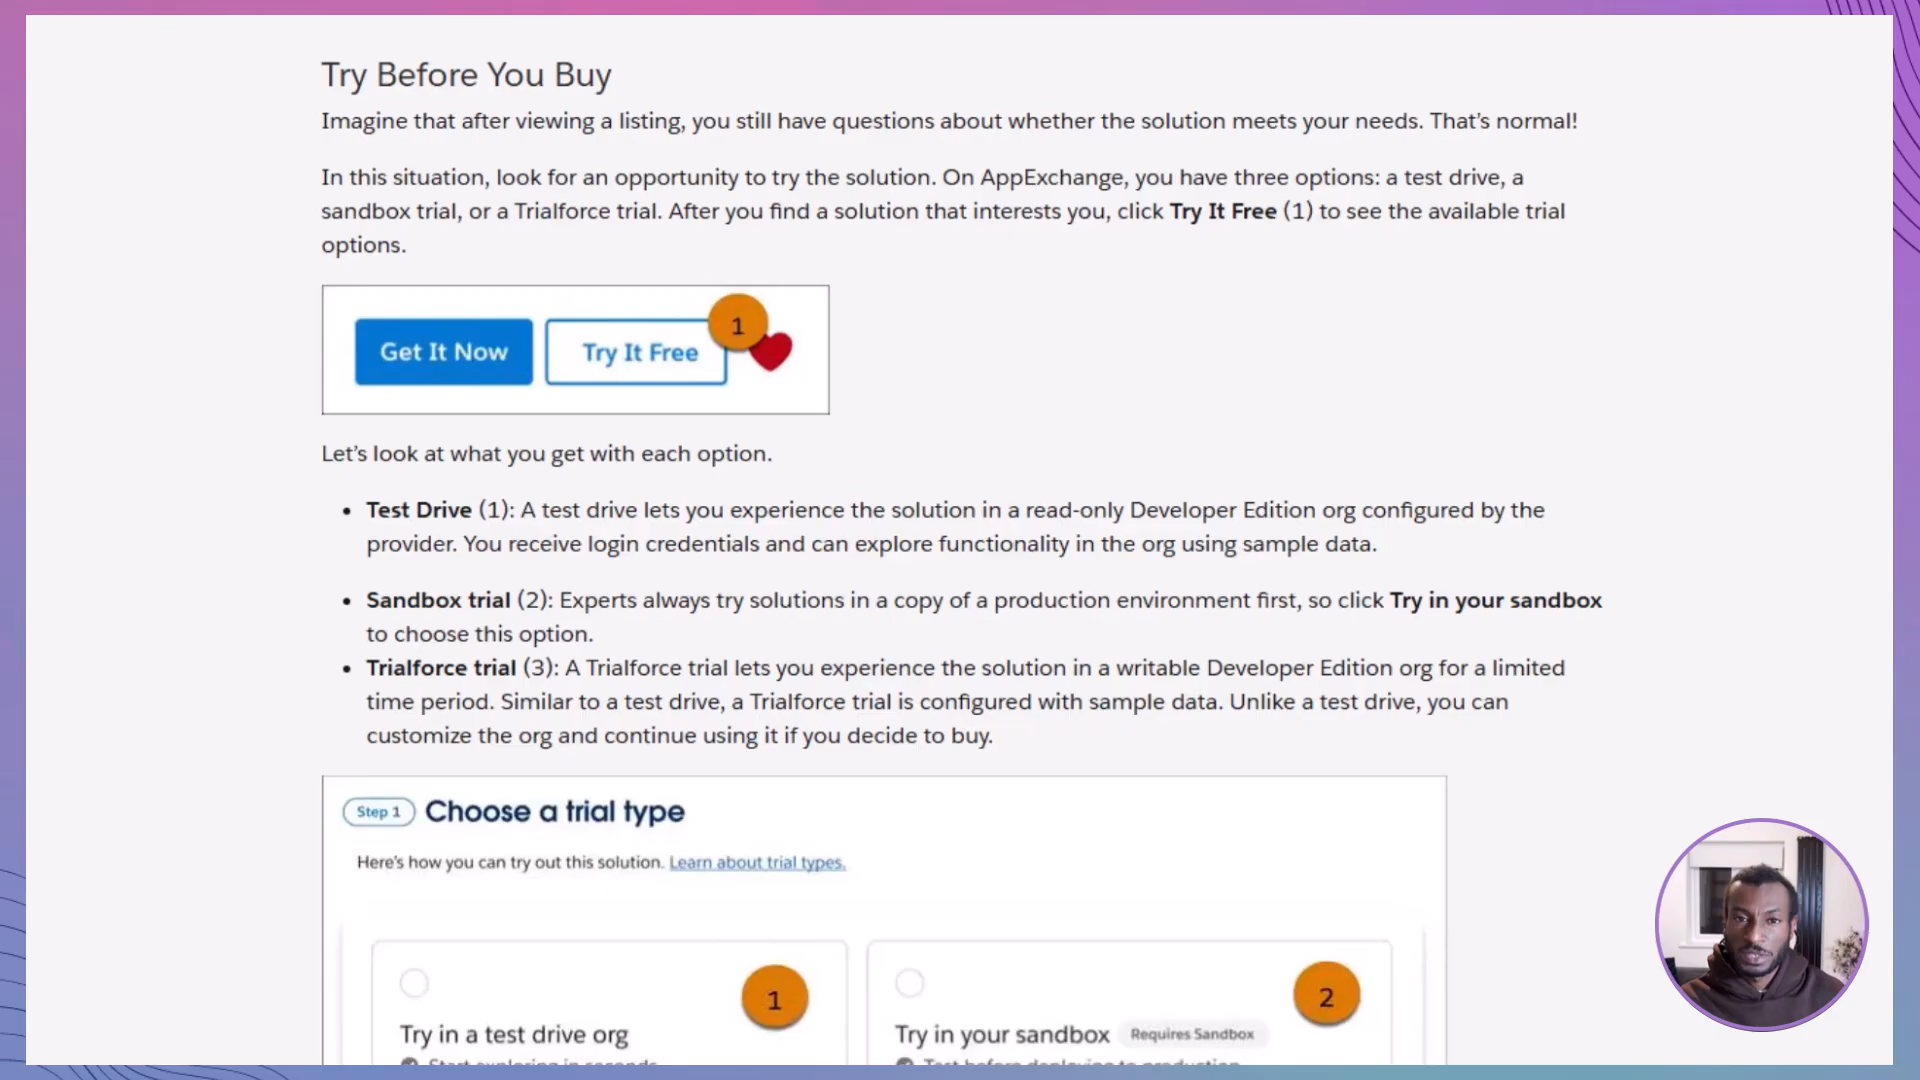 Try Before You Buy
Imagine that after viewing a listing, you still have questions about whether the solution meets your needs. That's normal!
In this situation, look for an opportunity to try the solution. On AppExchange, you have three options: a test drive, a
sandbox trial, or a Trialforce trial. After you find a solution that interests you, click Try It Free (1) to see the available trial
options.
Get It Now
Try It Free
1
Let's look at what you get with each option.
• Test Drive (1): A test drive lets you experience the solution in a read-only Developer Edition org configured by the
provider. You receive login credentials and can explore functionality in the org using sample data.
• Sandbox trial (2): Experts always try solutions in a copy of a production environment first, so click Try in your sandbox
to choose this option.
• Trialforce trial (3): A Trialforce trial lets you experience the solution in a writable Developer Edition org for a limited
time period. Similar to a test drive, a Trialforce trial is configured with sample data. Unlike a test drive, you can
customize the org and continue using it if you decide to buy.
Step 1 Choose a trial type
Here's how you can try out this solution. Learn about trial types.
1
Try in a test drive org
Start exploring in seconds
2
Try in your sandbox Requires Sandbox
Test before deploying to production